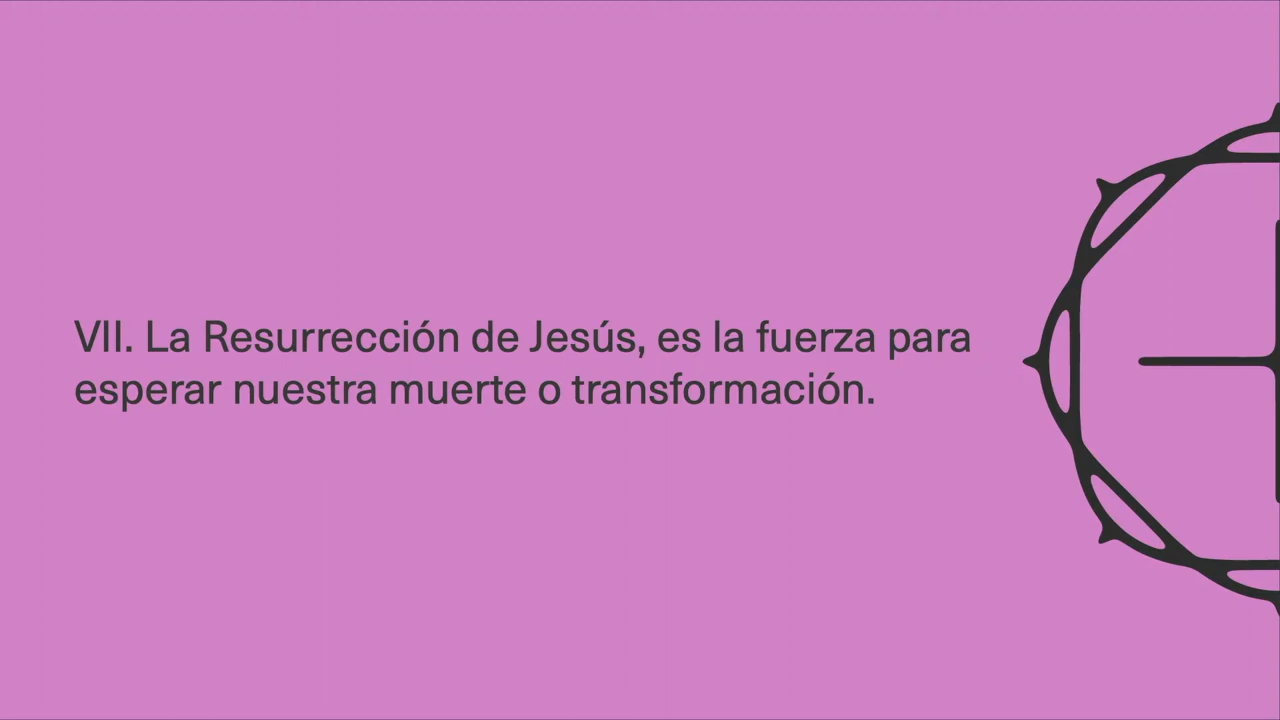 VII. La Resurrección de Jesús, es la fuerza para
esperar nuestra muerte o transformación.